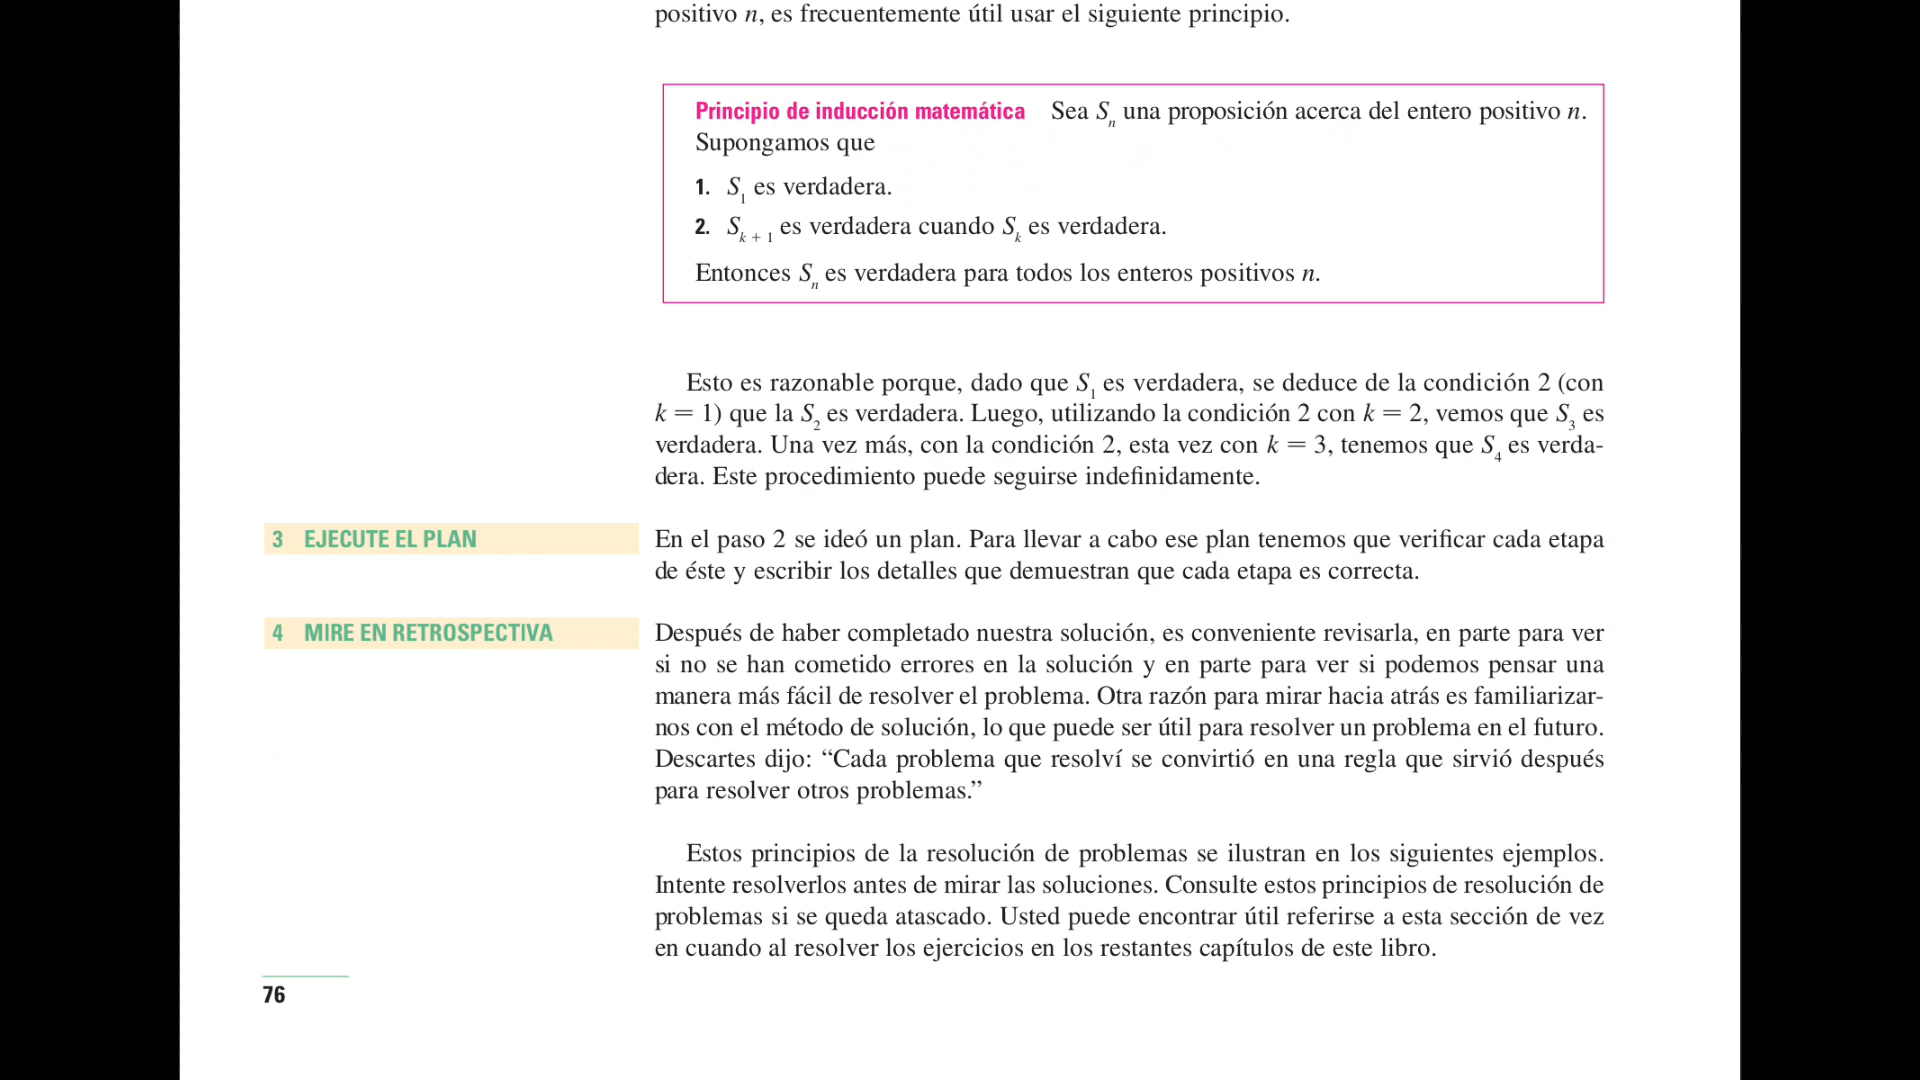 positivo n, es frecuentemente útil usar el siguiente principio.
Principio de inducción matemática Sea Sn una proposición acerca del entero positivo n.
Supongamos que
1. S1 es verdadera.
2. Sk + 1 es verdadera cuando Sk es verdadera.
Entonces Sn es verdadera para todos los enteros positivos n.
Esto es razonable porque, dado que S1 es verdadera, se deduce de la condición 2 (con
k = 1) que la S2 es verdadera. Luego, utilizando la condición 2 con k = 2, vemos que S3 es
verdadera. Una vez más, con la condición 2, esta vez con k = 3, tenemos que S4 es verda-
dera. Este procedimiento puede seguirse indefinidamente.
3 EJECUTE EL PLAN
En el paso 2 se ideó un plan. Para llevar a cabo ese plan tenemos que verificar cada etapa
de éste y escribir los detalles que demuestran que cada etapa es correcta.
4 MIRE EN RETROSPECTIVA
Después de haber completado nuestra solución, es conveniente revisarla, en parte para ver
si no se han cometido errores en la solución y en parte para ver si podemos pensar una
manera más fácil de resolver el problema. Otra razón para mirar hacia atrás es familiarizar-
nos con el método de solución, lo que puede ser útil para resolver un problema en el futuro.
Descartes dijo: “Cada problema que resolví se convirtió en una regla que sirvió después
para resolver otros problemas.”
Estos principios de la resolución de problemas se ilustran en los siguientes ejemplos.
Intente resolverlos antes de mirar las soluciones. Consulte estos principios de resolución de
problemas si se queda atascado. Usted puede encontrar útil referirse a esta sección de vez
en cuando al resolver los ejercicios en los restantes capítulos de este libro.
76